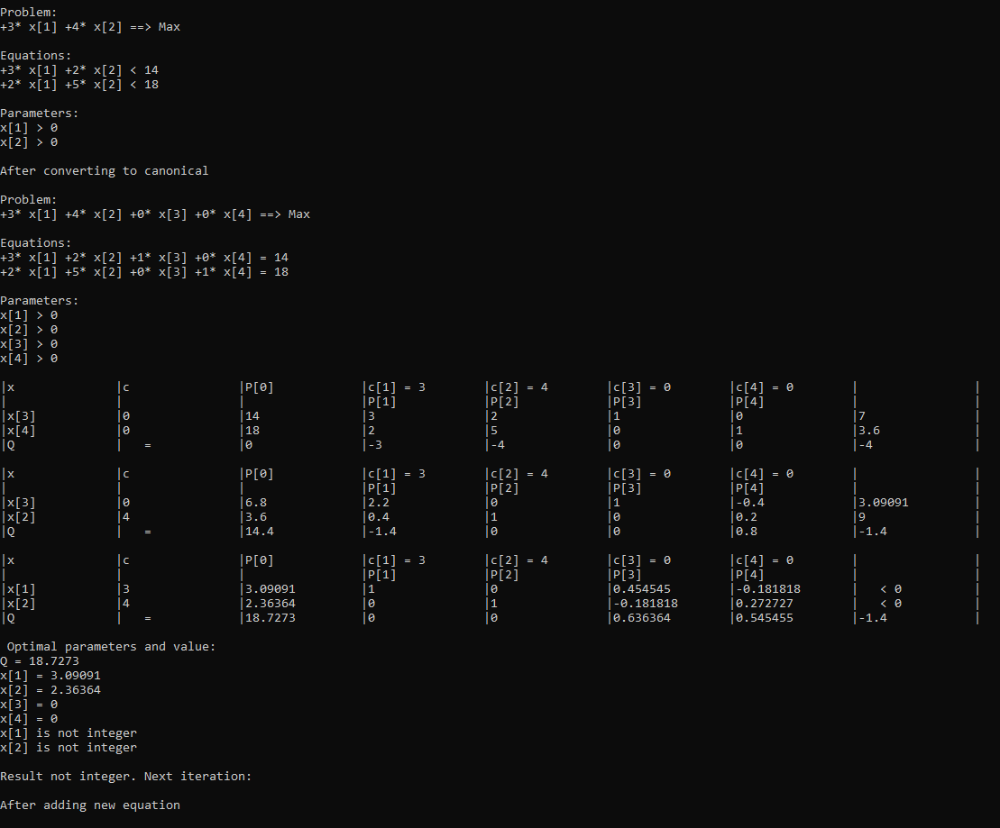 Problem:
+3* x[1] +4* x[2] ==> Max
Equations:
+3* x[1] +2* x[2] < 14
+2* x[1] +5* x[2] < 18
Parameters:
x[1] > 0
x[2] > 0
After converting to canonical
Problem:
+3* x[1] +4* x[2] +0* x[3] +0* x[4] ==> Max
Equations:
+3* x[1] +2* x[2] +1* x[3] +0* x[4] = 14
+2* x[1] +5* x[2] +0* x[3] +1* x[4] = 18
Parameters:
x[1] > 0
x[2] > 0
x[3] > 0
x[4] > 0
|x |c |P[0] |c[1] = 3 |c[2] = 4 |c[3] = 0 |c[4] = 0 | |
| | | |P[1] |P[2] |P[3] |P[4] | |
|x[3] |0 |14 |3 |2 |1 |0 |7 |
|x[4] |0 |18 |2 |5 |0 |1 |3.6 |
|Q | = |0 |-3 |-4 |0 |0 |-4 |
|x |c |P[0] |c[1] = 3 |c[2] = 4 |c[3] = 0 |c[4] = 0 | |
| | | |P[1] |P[2] |P[3] |P[4] | |
|x[3] |0 |6.8 |2.2 |0 |1 |-0.4 |3.09091 |
|x[2] |4 |3.6 |0.4 |1 |0 |0.2 |9 |
|Q | = |14.4 |-1.4 |0 |0 |0.8 |-1.4 |
|x |c |P[0] |c[1] = 3 |c[2] = 4 |c[3] = 0 |c[4] = 0 | |
| | | |P[1] |P[2] |P[3] |P[4] | |
|x[1] |3 |3.09091 |1 |0 |0.454545 |-0.181818 | < 0 |
|x[2] |4 |2.36364 |0 |1 |-0.181818 |0.272727 | < 0 |
|Q | = |18.7273 |0 |0 |0.636364 |0.545455 |-1.4 |
Optimal parameters and value:
Q = 18.7273
x[1] = 3.09091
x[2] = 2.36364
x[3] = 0
x[4] = 0
x[1] is not integer
x[2] is not integer
Result not integer. Next iteration:
After adding new equation